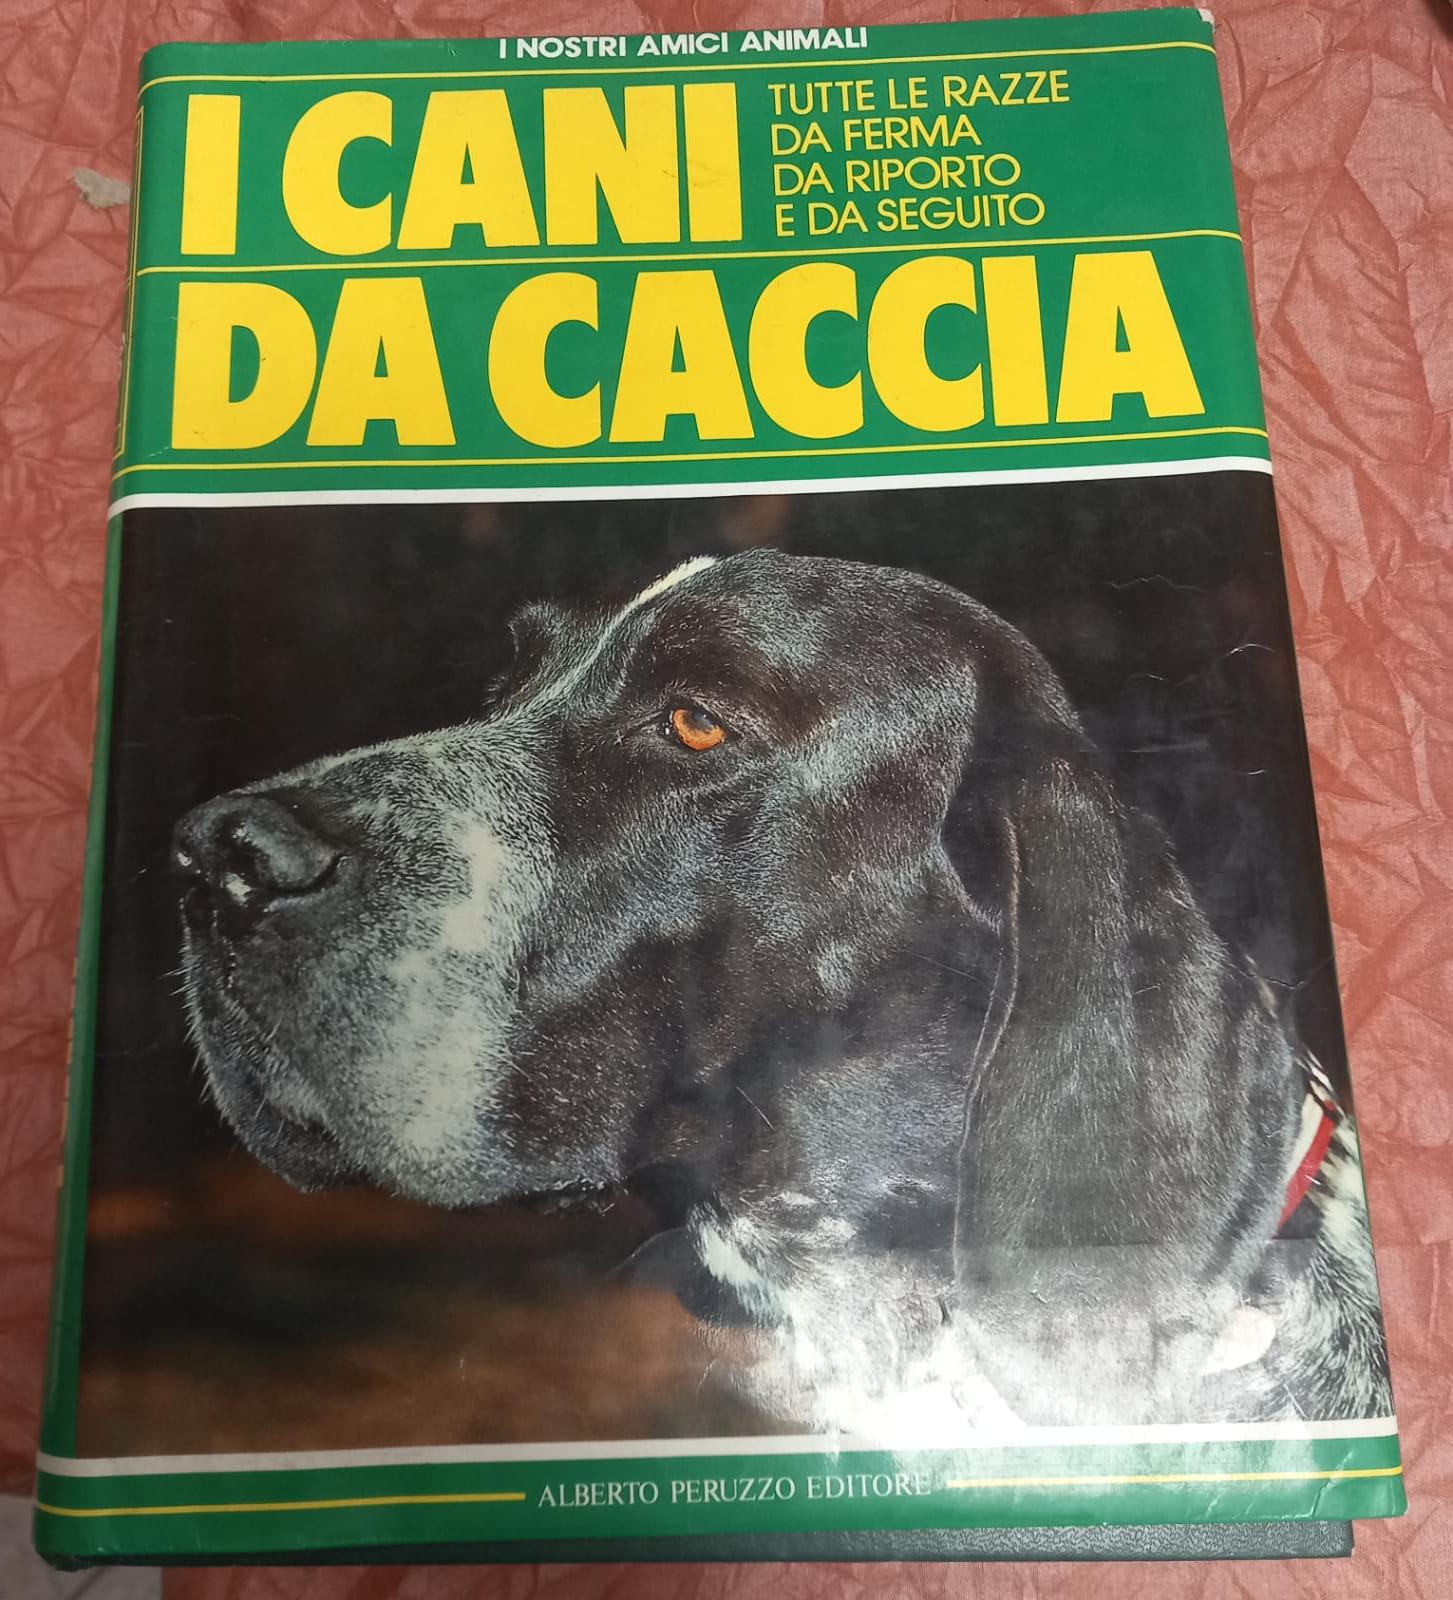 I NOSTRI AMICI ANIMALI
I CANI
TUTTE LE RAZZE
DA FERMA
DA RIPORTO
E DA SEGUITO
DA CACCIA
ALBERTO PERUZZO EDITORE